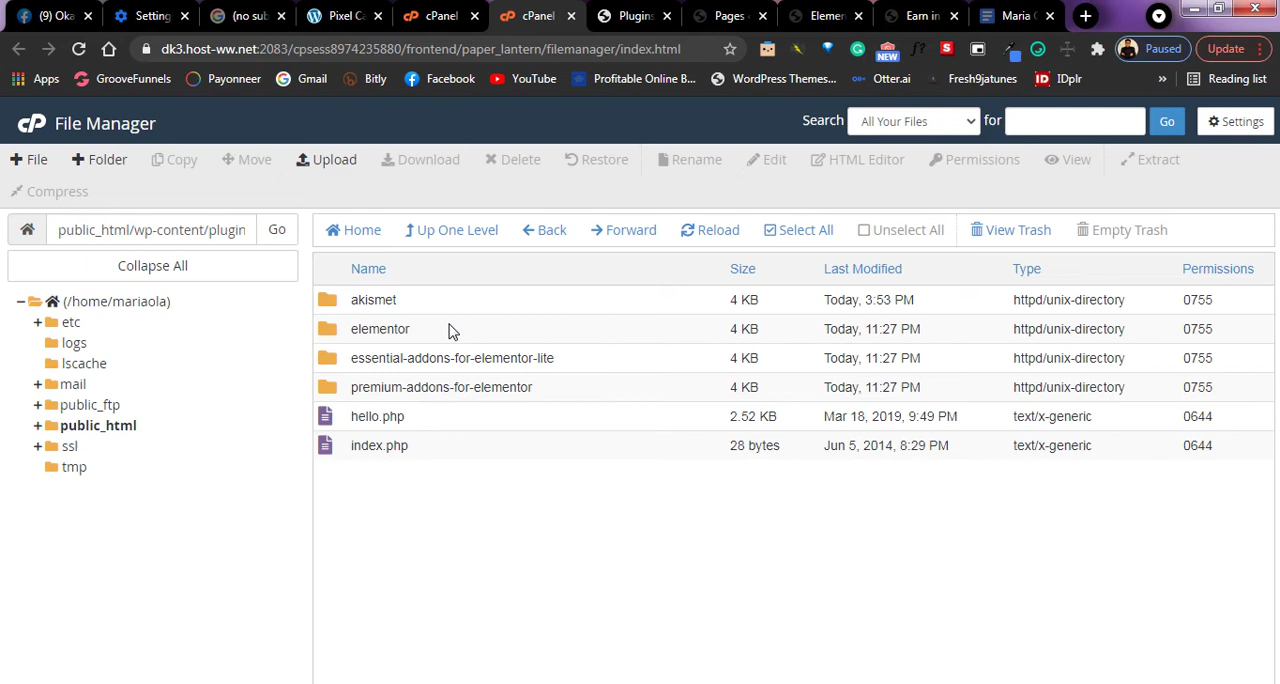 (9) Oka
Setting
(no sub
Pixel Ca
cPanel
cPanel
Plugins
Pages
Elemen
Earn in
Maria O
dk3.host-ww.net:2083/cpsess8974235880/frontend/paper_lantern/filemanager/index.html
NEW
Paused
Update
Apps
GrooveFunnels
Payonneer
Gmail
Bitly
Facebook
YouTube
Profitable Online B...
WordPress Themes...
Otter.ai
Fresh9jatunes
ID
IDplr
»
Reading list
cP File Manager
Search
All Your Files
for
Go
Settings
File
Folder
Copy
Move
Upload
Download
Delete
Restore
Rename
Edit
HTML Editor
Permissions
View
Extract
Compress
public_html/wp-content/plugin
Go
Home
Up One Level
Back
Forward
Reload
Select All
Unselect All
View Trash
Empty Trash
Collapse All
Name Size Last Modified Type Permissions
(/home/mariaola)
etc
logs
lscache
mail
public_ftp
public_html
ssl
tmp
akismet 4 KB Today, 3:53 PM httpd/unix-directory 0755
elementor 4 KB Today, 11:27 PM httpd/unix-directory 0755
essential-addons-for-elementor-lite 4 KB Today, 11:27 PM httpd/unix-directory 0755
premium-addons-for-elementor 4 KB Today, 11:27 PM httpd/unix-directory 0755
hello.php 2.52 KB Mar 18, 2019, 9:49 PM text/x-generic 0644
index.php 28 bytes Jun 5, 2014, 8:29 PM text/x-generic 0644